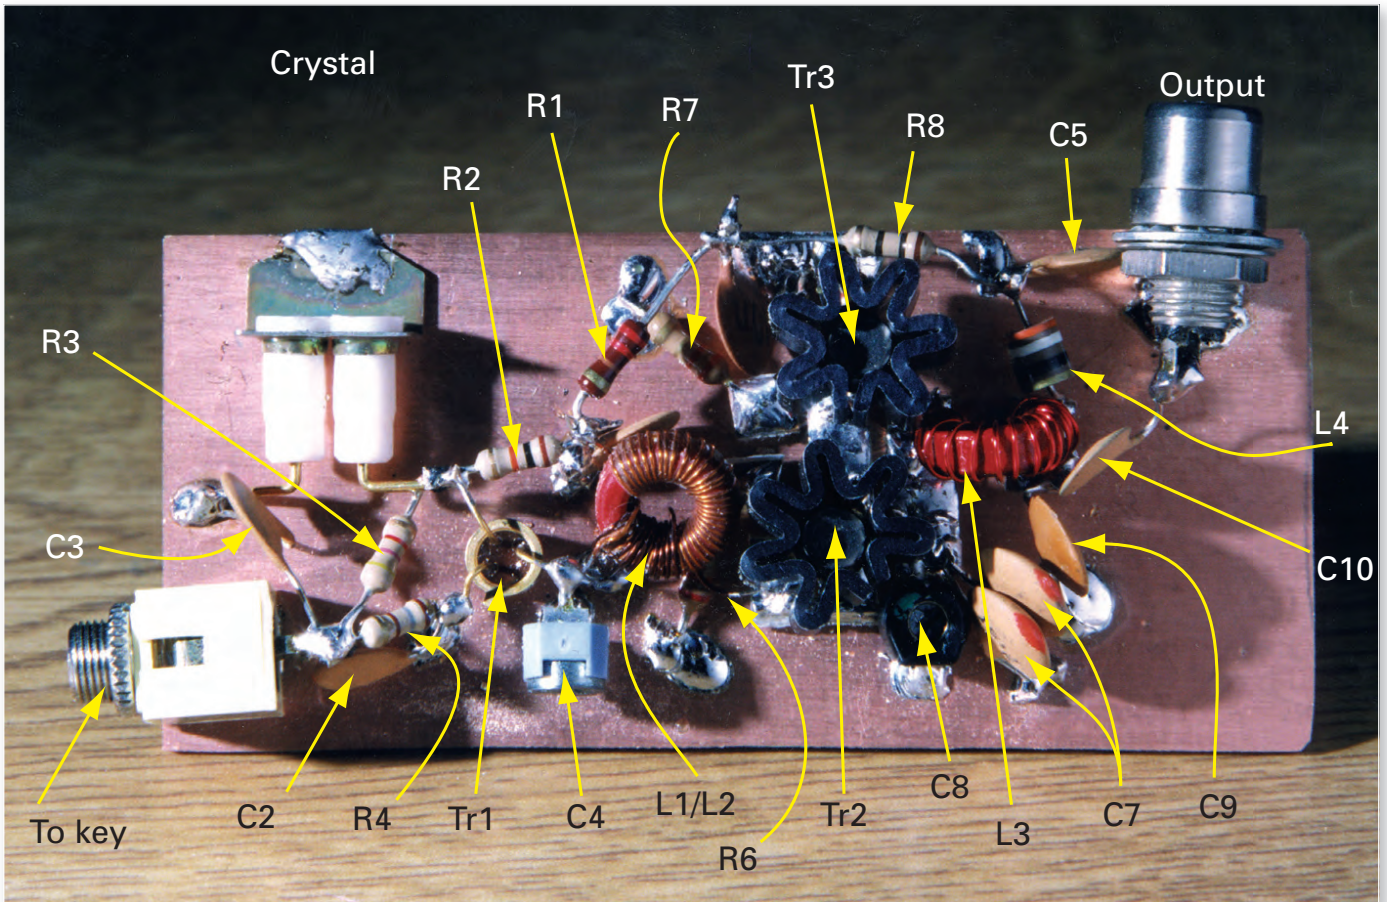 Crystal
Tr3
Output
R1
R7
R8
C5
R2
R3
L4
C3
C10
To key
C2
R4
Tr1
C4
L1/L2
R6
Tr2
C8
L3
C7
C9